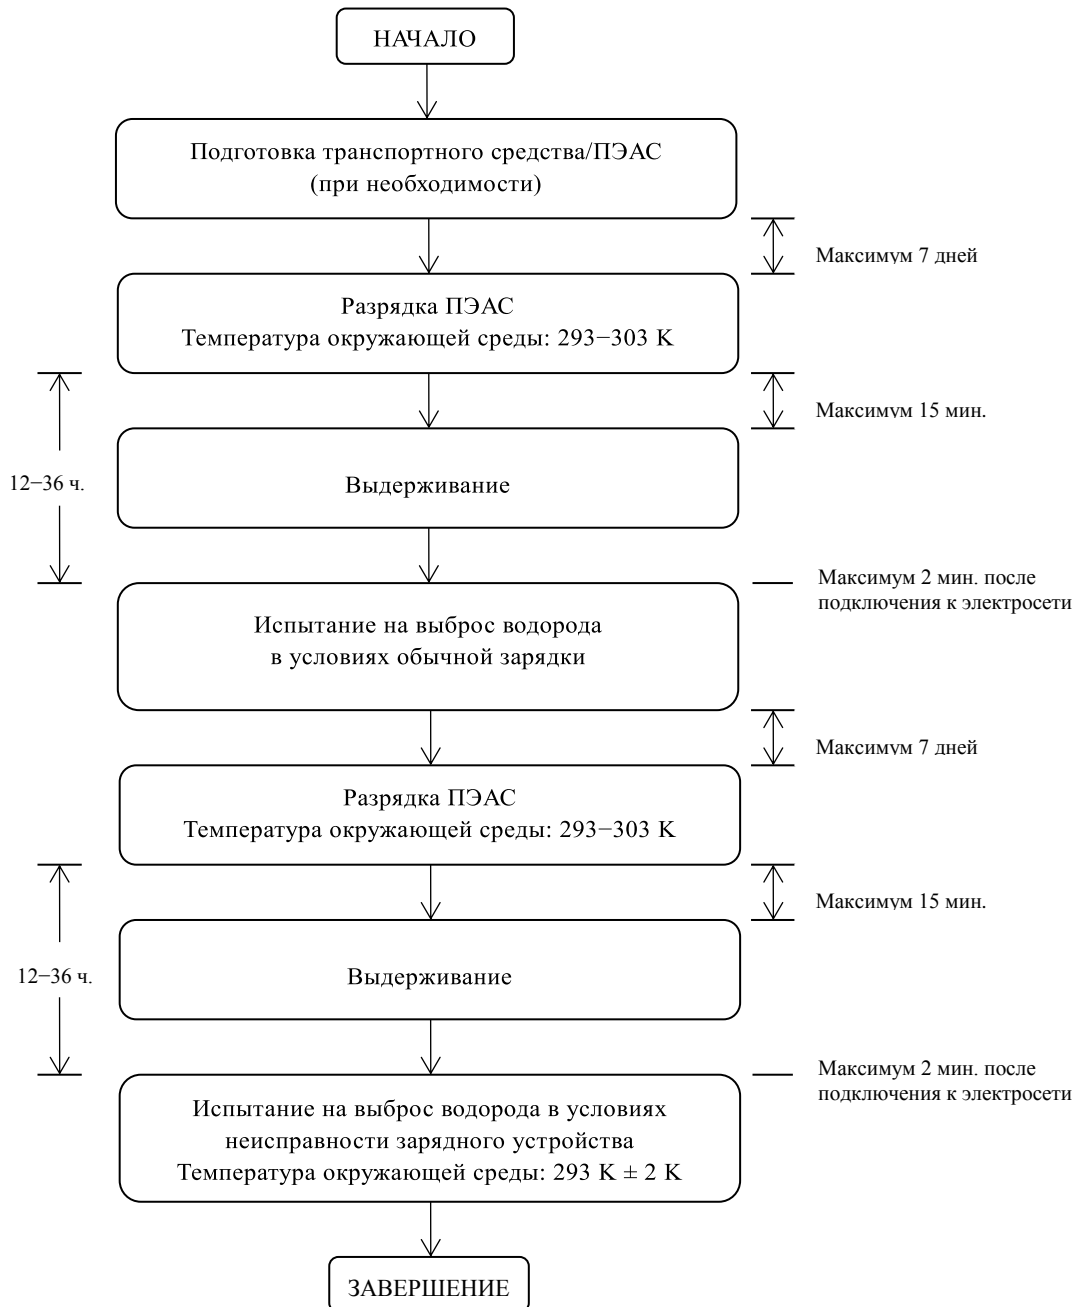 НАЧАЛО
Подготовка транспортного средства/ПЭАС
(при необходимости)
Максимум 7 дней
Разрядка ПЭАС
Температура окружающей среды: 293−303 K
Максимум 15 мин.
12−36 ч.
Выдерживание
Максимум 2 мин. после
подключения к электросети
Испытание на выброс водорода
в условиях обычной зарядки
Максимум 7 дней
Разрядка ПЭАС
Температура окружающей среды: 293−303 K
Максимум 15 мин.
12−36 ч.
Выдерживание
Максимум 2 мин. после
подключения к электросети
Испытание на выброс водорода в условиях
неисправности зарядного устройства
Температура окружающей среды: 293 K ± 2 K
ЗАВЕРШЕНИЕ